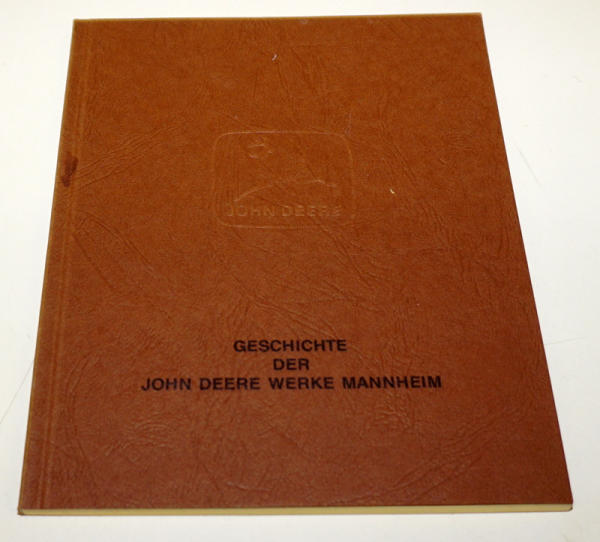 JOHN DEERE
GESCHICHTE
DER
JOHN DEERE WERKE MANNHEIM